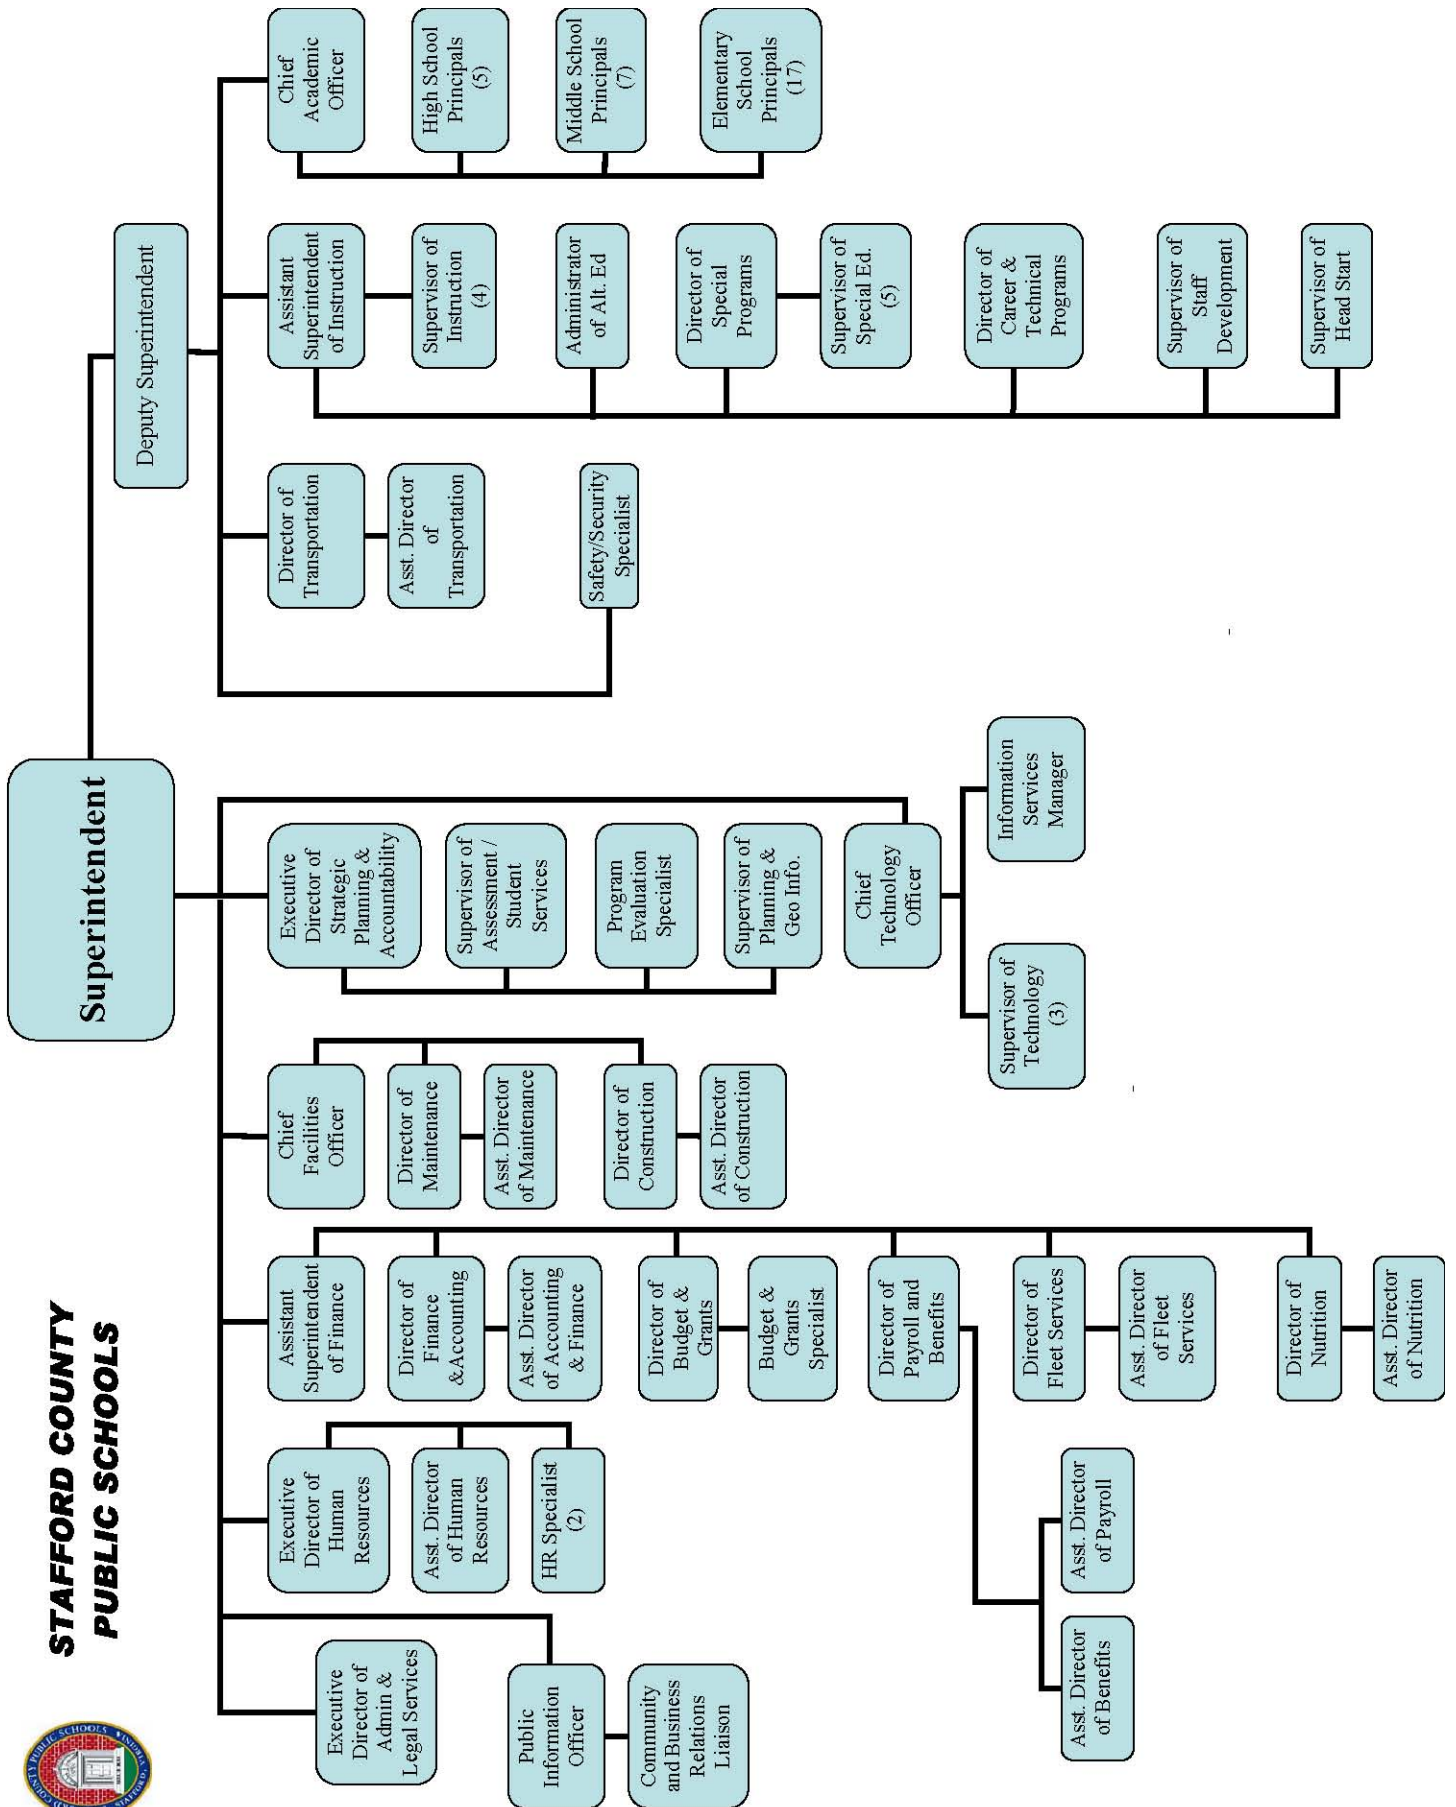 STAFFORD COUNTY
PUBLIC SCHOOLS
Superintendent
Deputy Superintendent
Executive
Director of
Admin &
Legal Services
Public
Information
Officer
Community
and Business
Relations
Liaison
Executive
Director of
Human
Resources
Asst. Director
of Human
Resources
HR Specialist
(2)
Assistant
Superintendent
of Finance
Director of
Finance
&Accounting
Asst. Director
of Accounting
& Finance
Director of
Budget &
Grants
Budget &
Grants
Specialist
Director of
Payroll and
Benefits
Asst. Director
of Benefits
Asst. Director
of Payroll
Director of
Fleet Services
Asst. Director
of Fleet
Services
Director of
Nutrition
Asst. Director
of Nutrition
Chief
Facilities
Officer
Director of
Maintenance
Asst. Director
of Maintenance
Director of
Construction
Asst. Director
of Construction
Executive
Director of
Strategic
Planning &
Accountability
Supervisor of
Assessment /
Student
Services
Program
Evaluation
Specialist
Supervisor of
Planning &
Geo Info.
Chief
Technology
Officer
Supervisor of
Technology
(3)
Information
Services
Manager
Director of
Transportation
Asst. Director
of
Transportation
Safety/Security
Specialist
Assistant
Superintendent
of Instruction
Supervisor of
Instruction
(4)
Administrator
of Alt. Ed
Director of
Special
Programs
Supervisor of
Special Ed.
(5)
Director of
Career &
Technical
Programs
Supervisor of
Staff
Development
Supervisor of
Head Start
Chief
Academic
Officer
High School
Principals
(5)
Middle School
Principals
(7)
Elementary
School
Principals
(17)